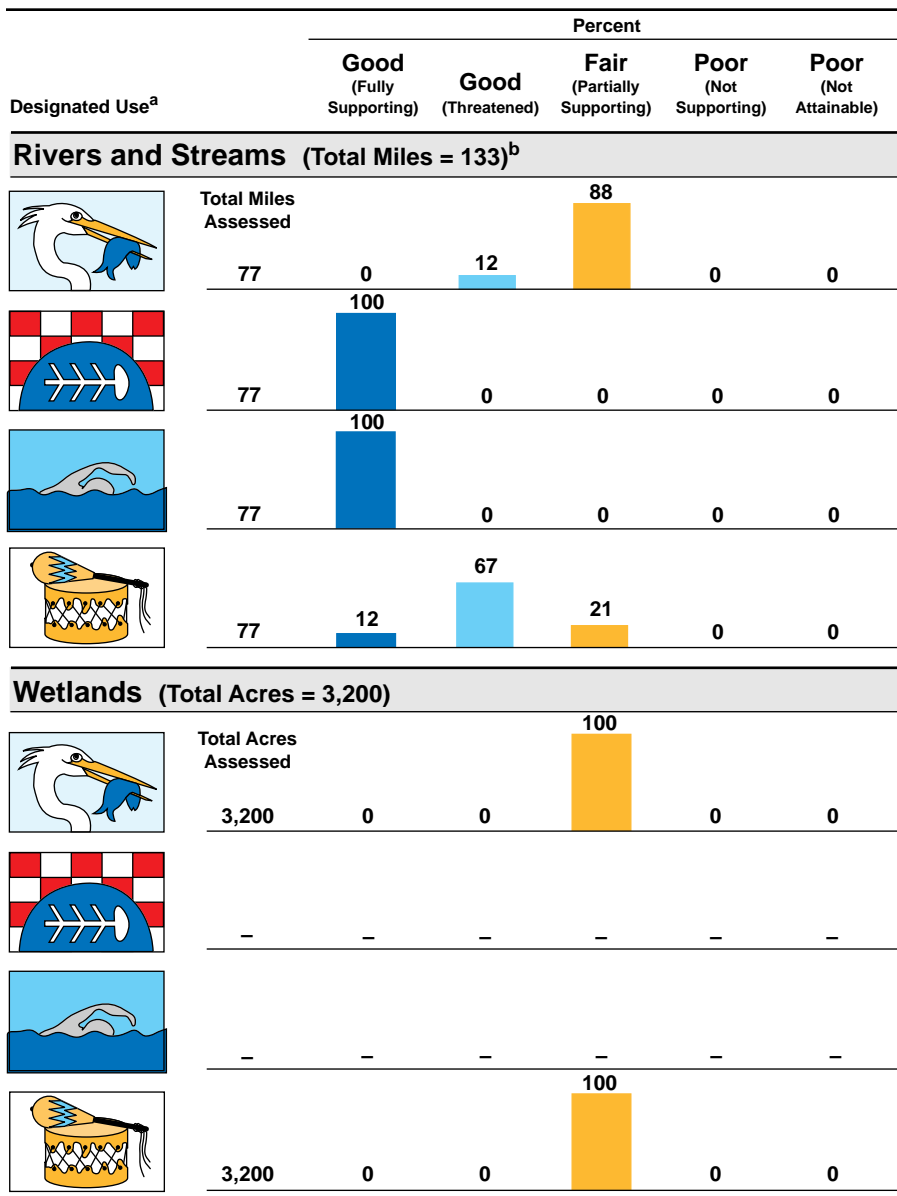 Percent
Designated Use a
Good (Fully Supporting)
Good (Threatened)
Fair (Partially Supporting)
Poor (Not Supporting)
Poor (Not Attainable)
Rivers and Streams (Total Miles = 133)b
Total Miles Assessed
77 0 12 88 0 0
77 100 0 0 0 0
77 100 0 0 0 0
77 12 67 21 0 0
Wetlands (Total Acres = 3,200)
Total Acres Assessed
3,200 0 0 100 0 0
– – – – – –
– – – – – –
3,200 0 0 100 0 0